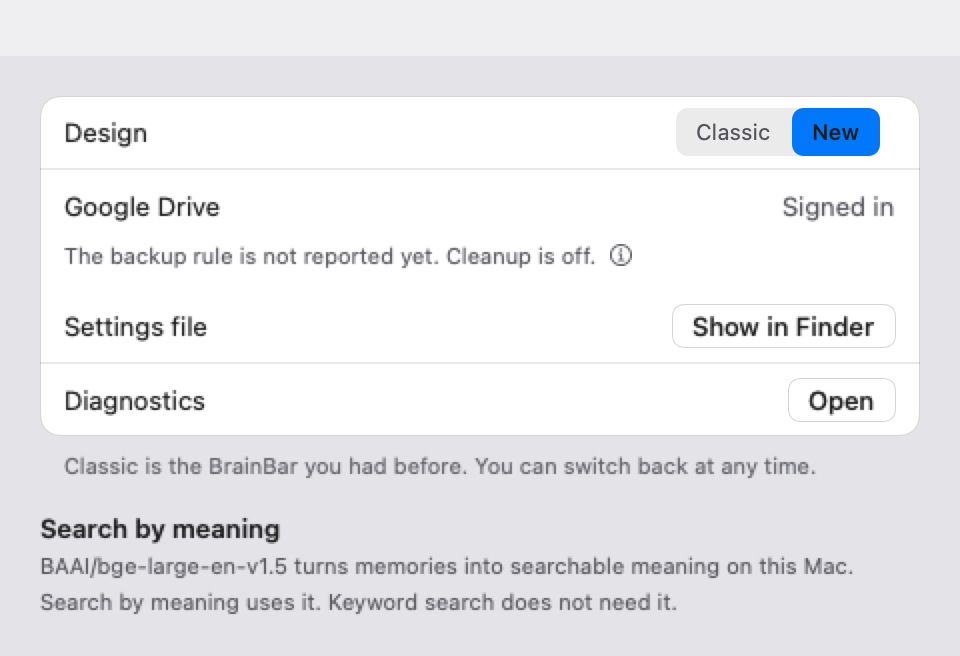 Design
Classic
New
Google Drive
Signed in
The backup rule is not reported yet. Cleanup is off.
Settings file
Show in Finder
Diagnostics
Open
Classic is the BrainBar you had before. You can switch back at any time.
Search by meaning
BAAI/bge-large-en-v1.5 turns memories into searchable meaning on this Mac.
Search by meaning uses it. Keyword search does not need it.